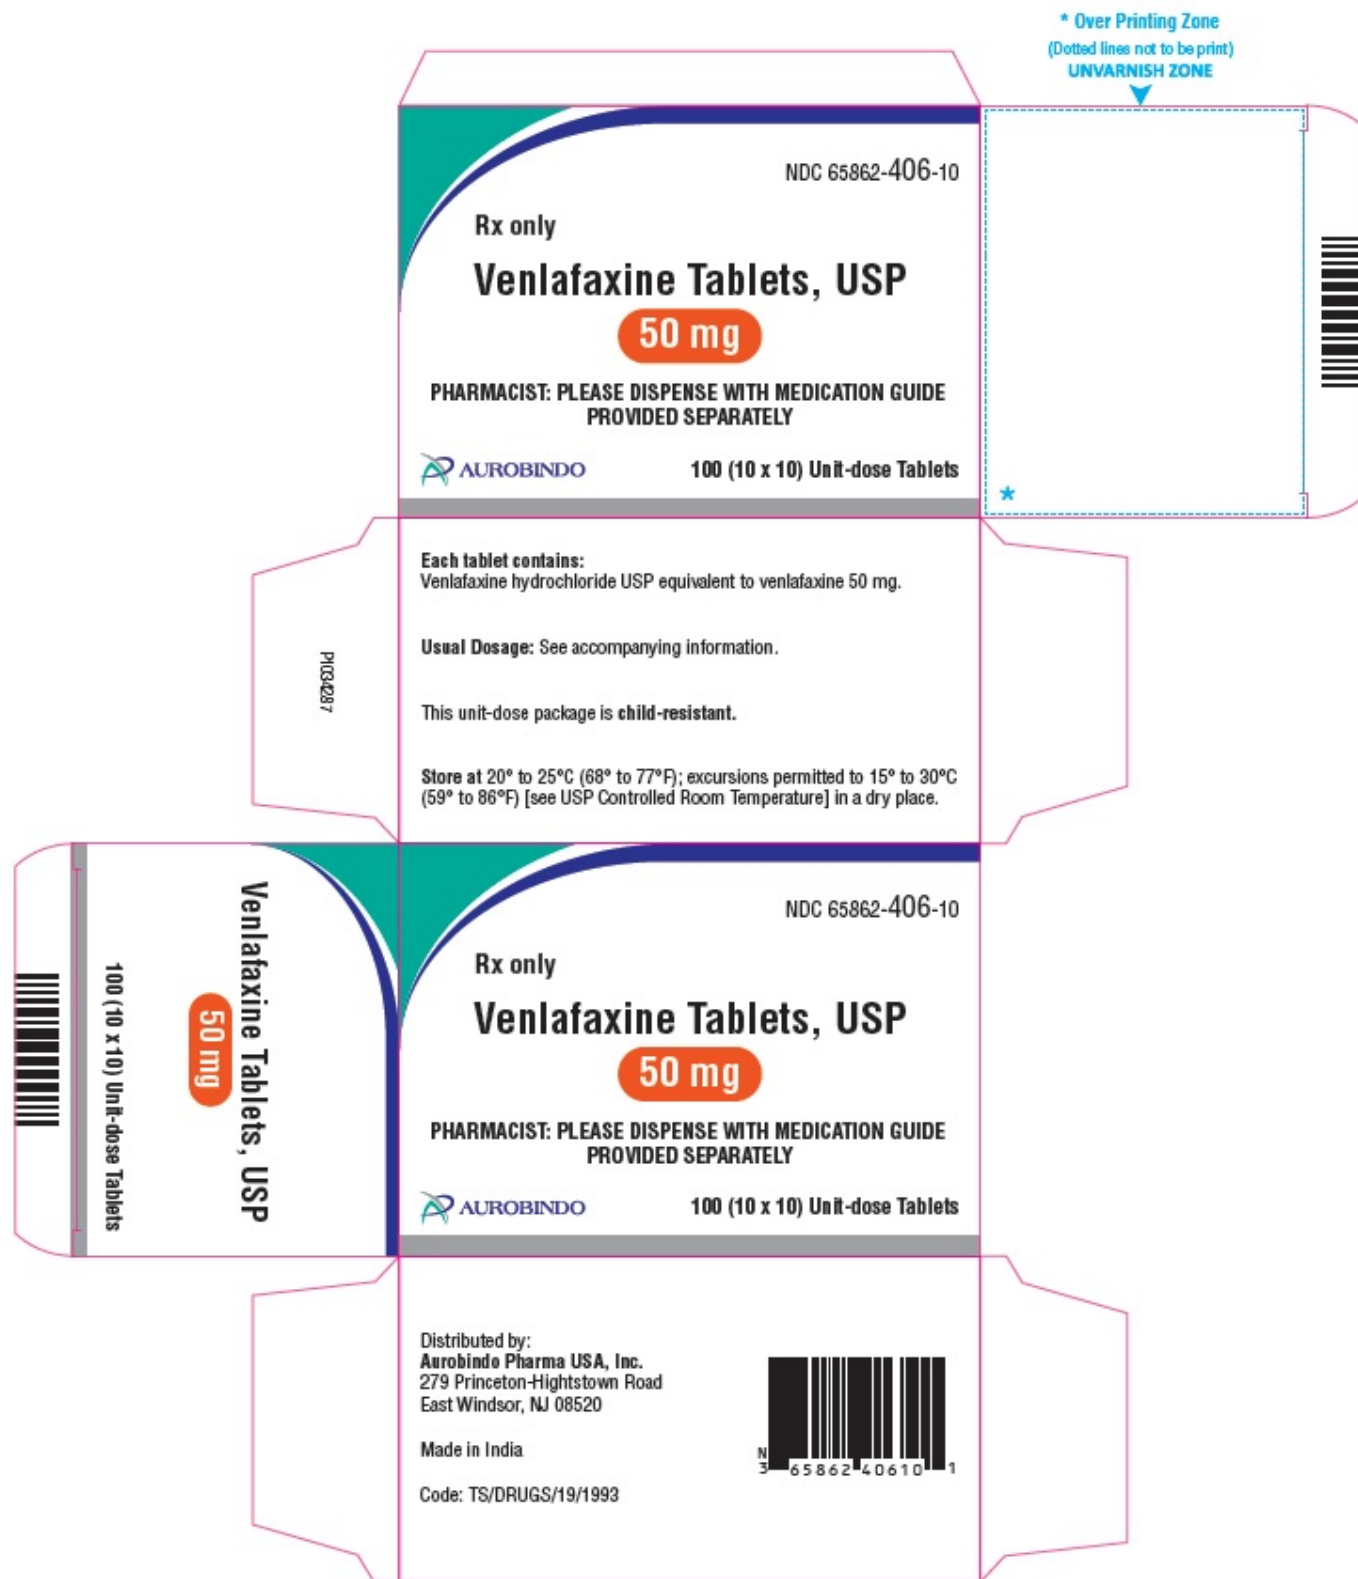 * Over Printing Zone
(Dotted lines not to be print)
UNVARNISH ZONE
NDC 65862-406-10
Rx only
Venlafaxine Tablets, USP
50 mg
PHARMACIST: PLEASE DISPENSE WITH MEDICATION GUIDE
PROVIDED SEPARATELY
AUROBINDO
100 (10 x 10) Unit-dose Tablets
*
Each tablet contains:
Venlafaxine hydrochloride USP equivalent to venlafaxine 50 mg.
Usual Dosage: See accompanying information.
This unit-dose package is child-resistant.
Store at 20° to 25°C (68° to 77°F); excursions permitted to 15° to 30°C
(59° to 86°F) [see USP Controlled Room Temperature] in a dry place.
P1034287
Venlafaxine Tablets, USP
50 mg
100 (10 x 10) Unit-dose Tablets
NDC 65862-406-10
Rx only
Venlafaxine Tablets, USP
50 mg
PHARMACIST: PLEASE DISPENSE WITH MEDICATION GUIDE
PROVIDED SEPARATELY
AUROBINDO
100 (10 x 10) Unit-dose Tablets
Distributed by:
Aurobindo Pharma USA, Inc.
279 Princeton-Hightstown Road
East Windsor, NJ 08520
Made in India
Code: TS/DRUGS/19/1993
N
3 65862 40610 1